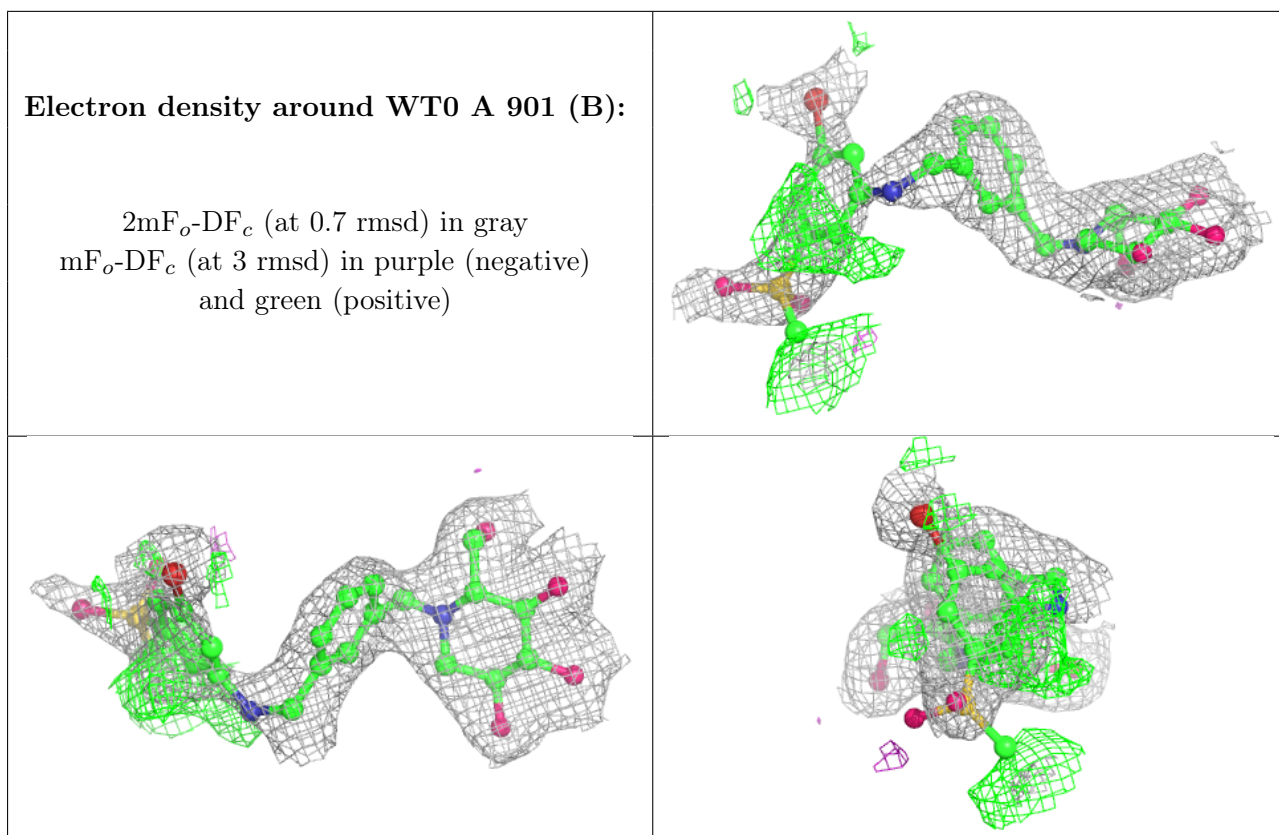 Electron density around WT0 A 901 (B):
2mFₒ-DF𝒸 (at 0.7 rmsd) in gray
mFₒ-DF𝒸 (at 3 rmsd) in purple (negative)
and green (positive)